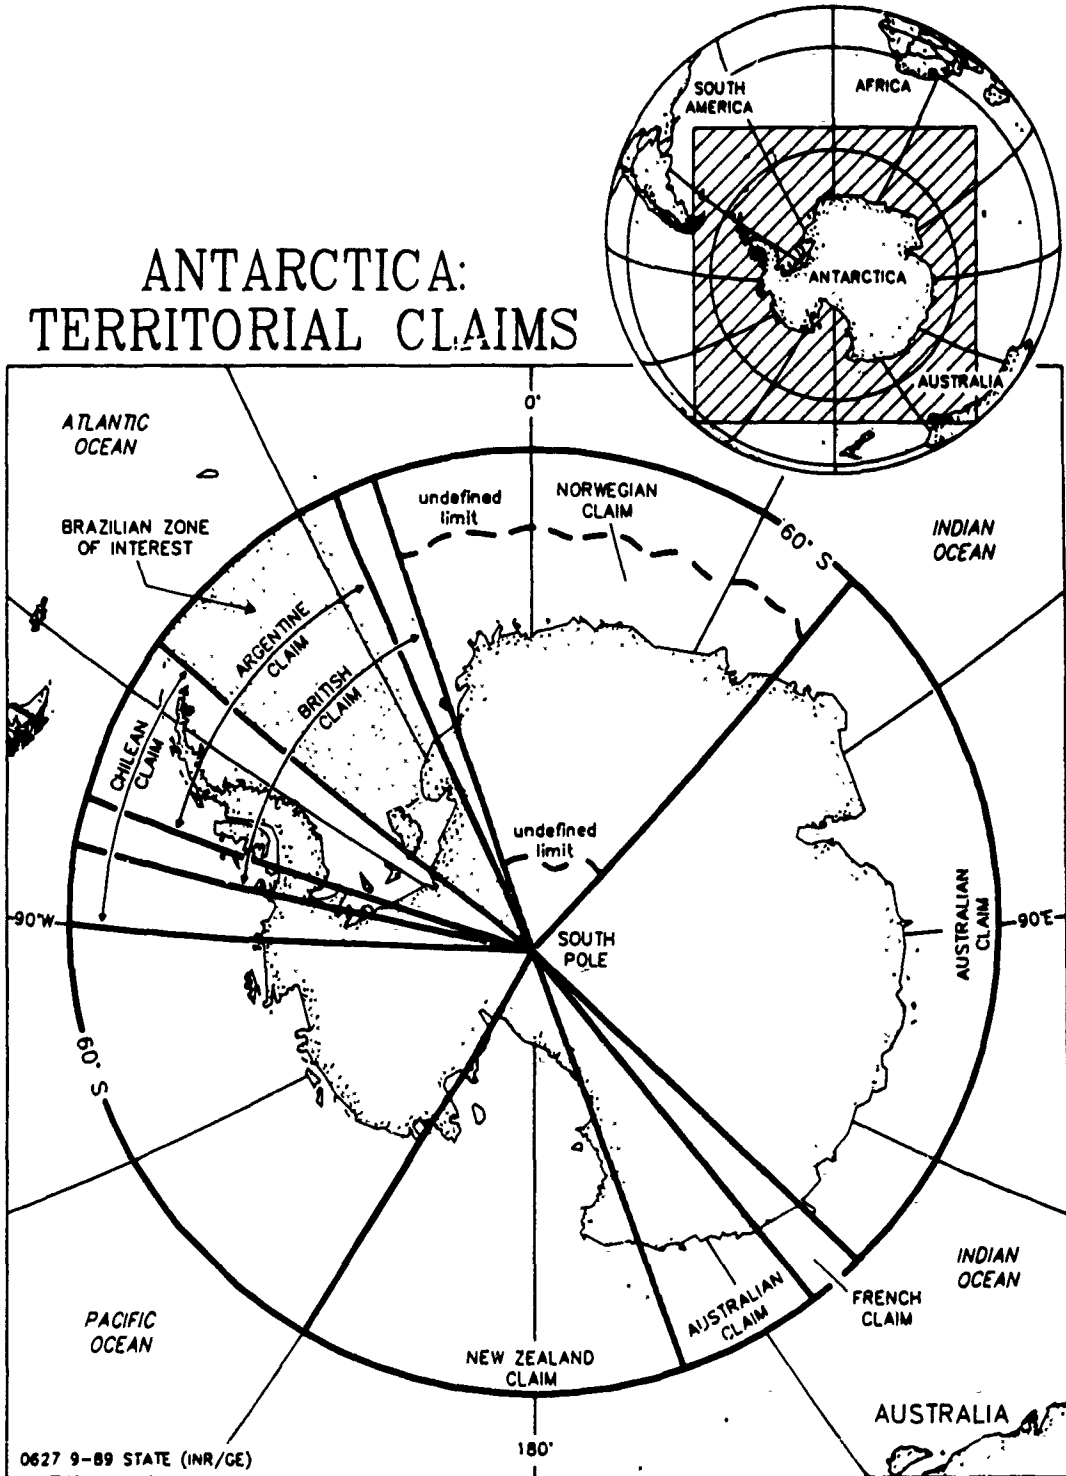 SOUTH
AMERICA
AFRICA
ANTARCTICA
AUSTRALIA
ANTARCTICA:
TERRITORIAL CLAIMS
0°
ATLANTIC
OCEAN
BRAZILIAN ZONE
OF INTEREST
undefined
limit
NORWEGIAN
CLAIM
60° S
INDIAN
OCEAN
ARGENTINE
CLAIM
BRITISH
CLAIM
CHILEAN
CLAIM
undefined
limit
90°W
SOUTH
POLE
AUSTRALIAN
CLAIM
90°E
60° S
PACIFIC
OCEAN
NEW ZEALAND
CLAIM
AUSTRALIAN
CLAIM
FRENCH
CLAIM
INDIAN
OCEAN
AUSTRALIA
180°
0627 9-89 STATE (INR/GE)